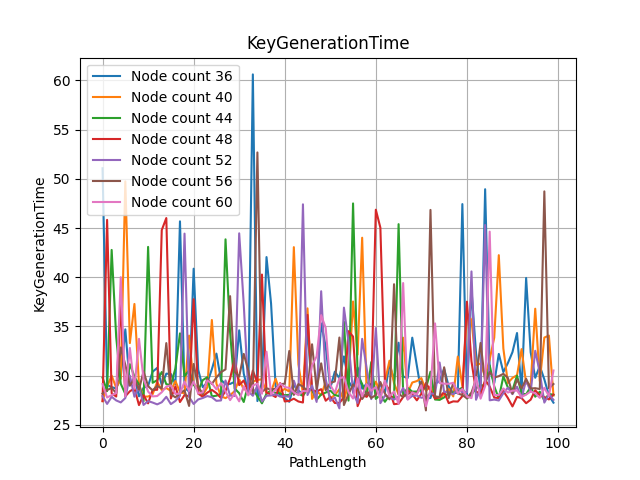 KeyGenerationTime
Node count 36
Node count 40
Node count 44
Node count 48
Node count 52
Node count 56
Node count 60
60
55
50
45
40
35
30
25
KeyGenerationTime
0 20 40 60 80 100
PathLength